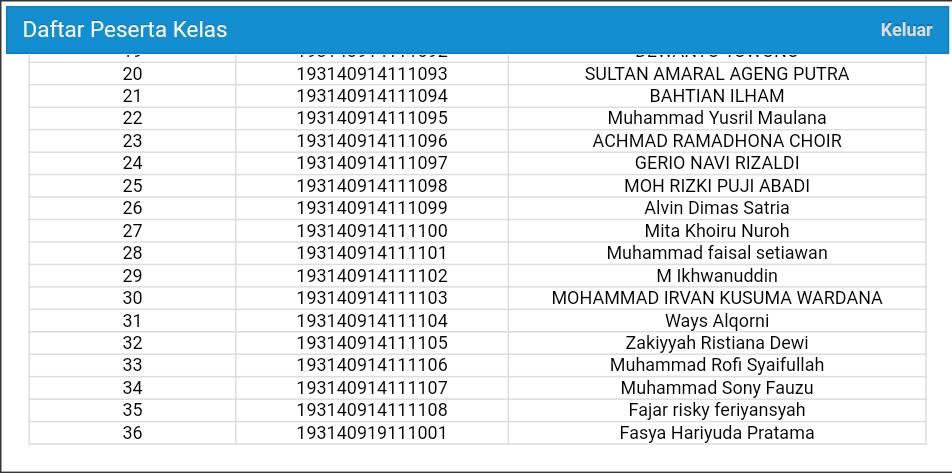 Daftar Peserta Kelas Keluar
20 193140914111093 SULTAN AMARAL AGENG PUTRA
21 193140914111094 BAHTIAN ILHAM
22 193140914111095 Muhammad Yusril Maulana
23 193140914111096 ACHMAD RAMADHONA CHOIR
24 193140914111097 GERIO NAVI RIZALDI
25 193140914111098 MOH RIZKI PUJI ABADI
26 193140914111099 Alvin Dimas Satria
27 193140914111100 Mita Khoiru Nuroh
28 193140914111101 Muhammad faisal setiawan
29 193140914111102 M Ikhwanuddin
30 193140914111103 MOHAMMAD IRVAN KUSUMA WARDANA
31 193140914111104 Ways Alqorni
32 193140914111105 Zakiyyah Ristiana Dewi
33 193140914111106 Muhammad Rofi Syaifullah
34 193140914111107 Muhammad Sony Fauzu
35 193140914111108 Fajar risky feriyansyah
36 193140919111001 Fasya Hariyuda Pratama